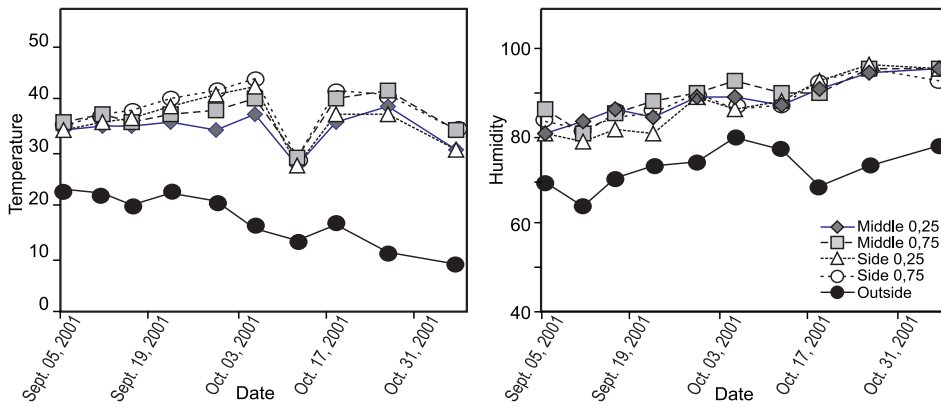 50
40
30
20
10
0
Temperature
Sept. 05, 2001
Sept. 19, 2001
Oct. 03, 2001
Oct. 17, 2001
Oct. 31, 2001
Date
100
80
60
40
Humidity
Middle 0,25
Middle 0,75
Side 0,25
Side 0,75
Outside
Sept. 05, 2001
Sept. 19, 2001
Oct. 03, 2001
Oct. 17, 2001
Oct. 31, 2001
Date